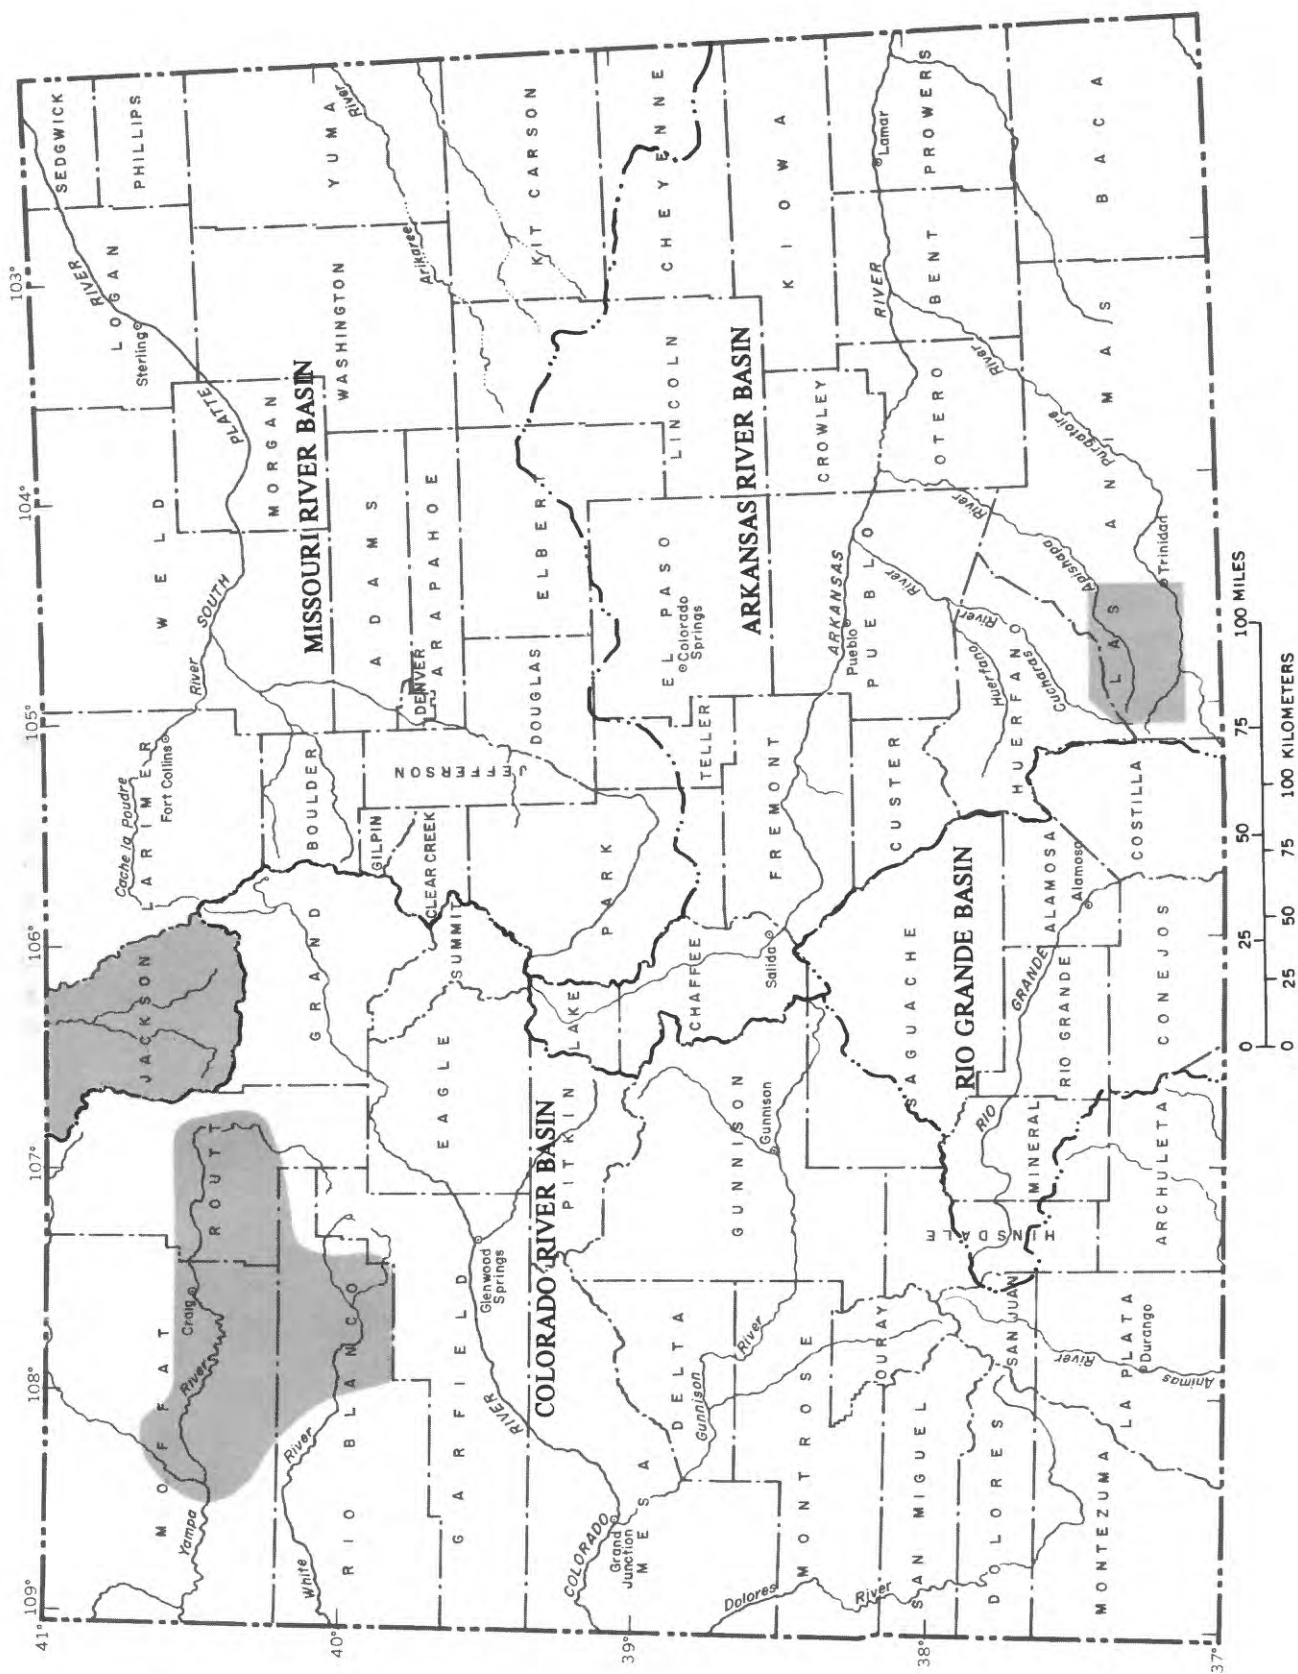 109°
108°
107°
106°
105°
104°
103°
41°
40°
39°
38°
37°
SEDGWICK
PHILLIPS
LOGAN
Sterling
RIVER
PLATTE
SOUTH
WELD
River
Cache la Poudre
LARIMER
Fort Collins
JACKSON
ROUTT
MOFFAT
Craig
River
Yampa
YUMA
River
Arikaree
WASHINGTON
MORGAN
MISSOURI RIVER BASIN
ADAMS
ARAPAHOE
DENVER
BOULDER
GILPIN
CLEAR CREEK
JEFFERSON
GRAND
SUMMIT
EAGLE
RIO BLANCO
River
White
GARFIELD
Glenwood
Springs
RIVER
COLORADO
KIT CARSON
CHEYENNE
LINCOLN
ELBERT
DOUGLAS
EL PASO
Colorado
Springs
TELLER
PARK
LAKE
CHAFFEE
PITKIN
COLORADO RIVER BASIN
Grand
Junction
MESA
DELTA
Gunnison
River
GUNNISON
Gunnison
KIOWA
ARKANSAS RIVER BASIN
CROWLEY
PUEBLO
Pueblo
ARKANSAS
RIVER
FREMONT
Salida
CUSTER
SAGUACHE
MONTROSE
OURAY
SAN MIGUEL
Dolores
River
DOLORES
SAN JUAN
HINSDALE
PROWERS
Lamar
BENT
OTERO
BACA
LAS ANIMAS
Purgatoire
River
Apishapa
River
Trinidad
River
Huerfano
River
Cucharas
HUERFANO
COSTILLA
ALAMOSA
Alamosa
RIO GRANDE BASIN
RIO
GRANDE
RIO GRANDE
MINERAL
CONEJOS
ARCHULETA
LA PLATA
Durango
River
Animas
MONTEZUMA
0 25 50 75 100 MILES
0 25 50 75 100 KILOMETERS